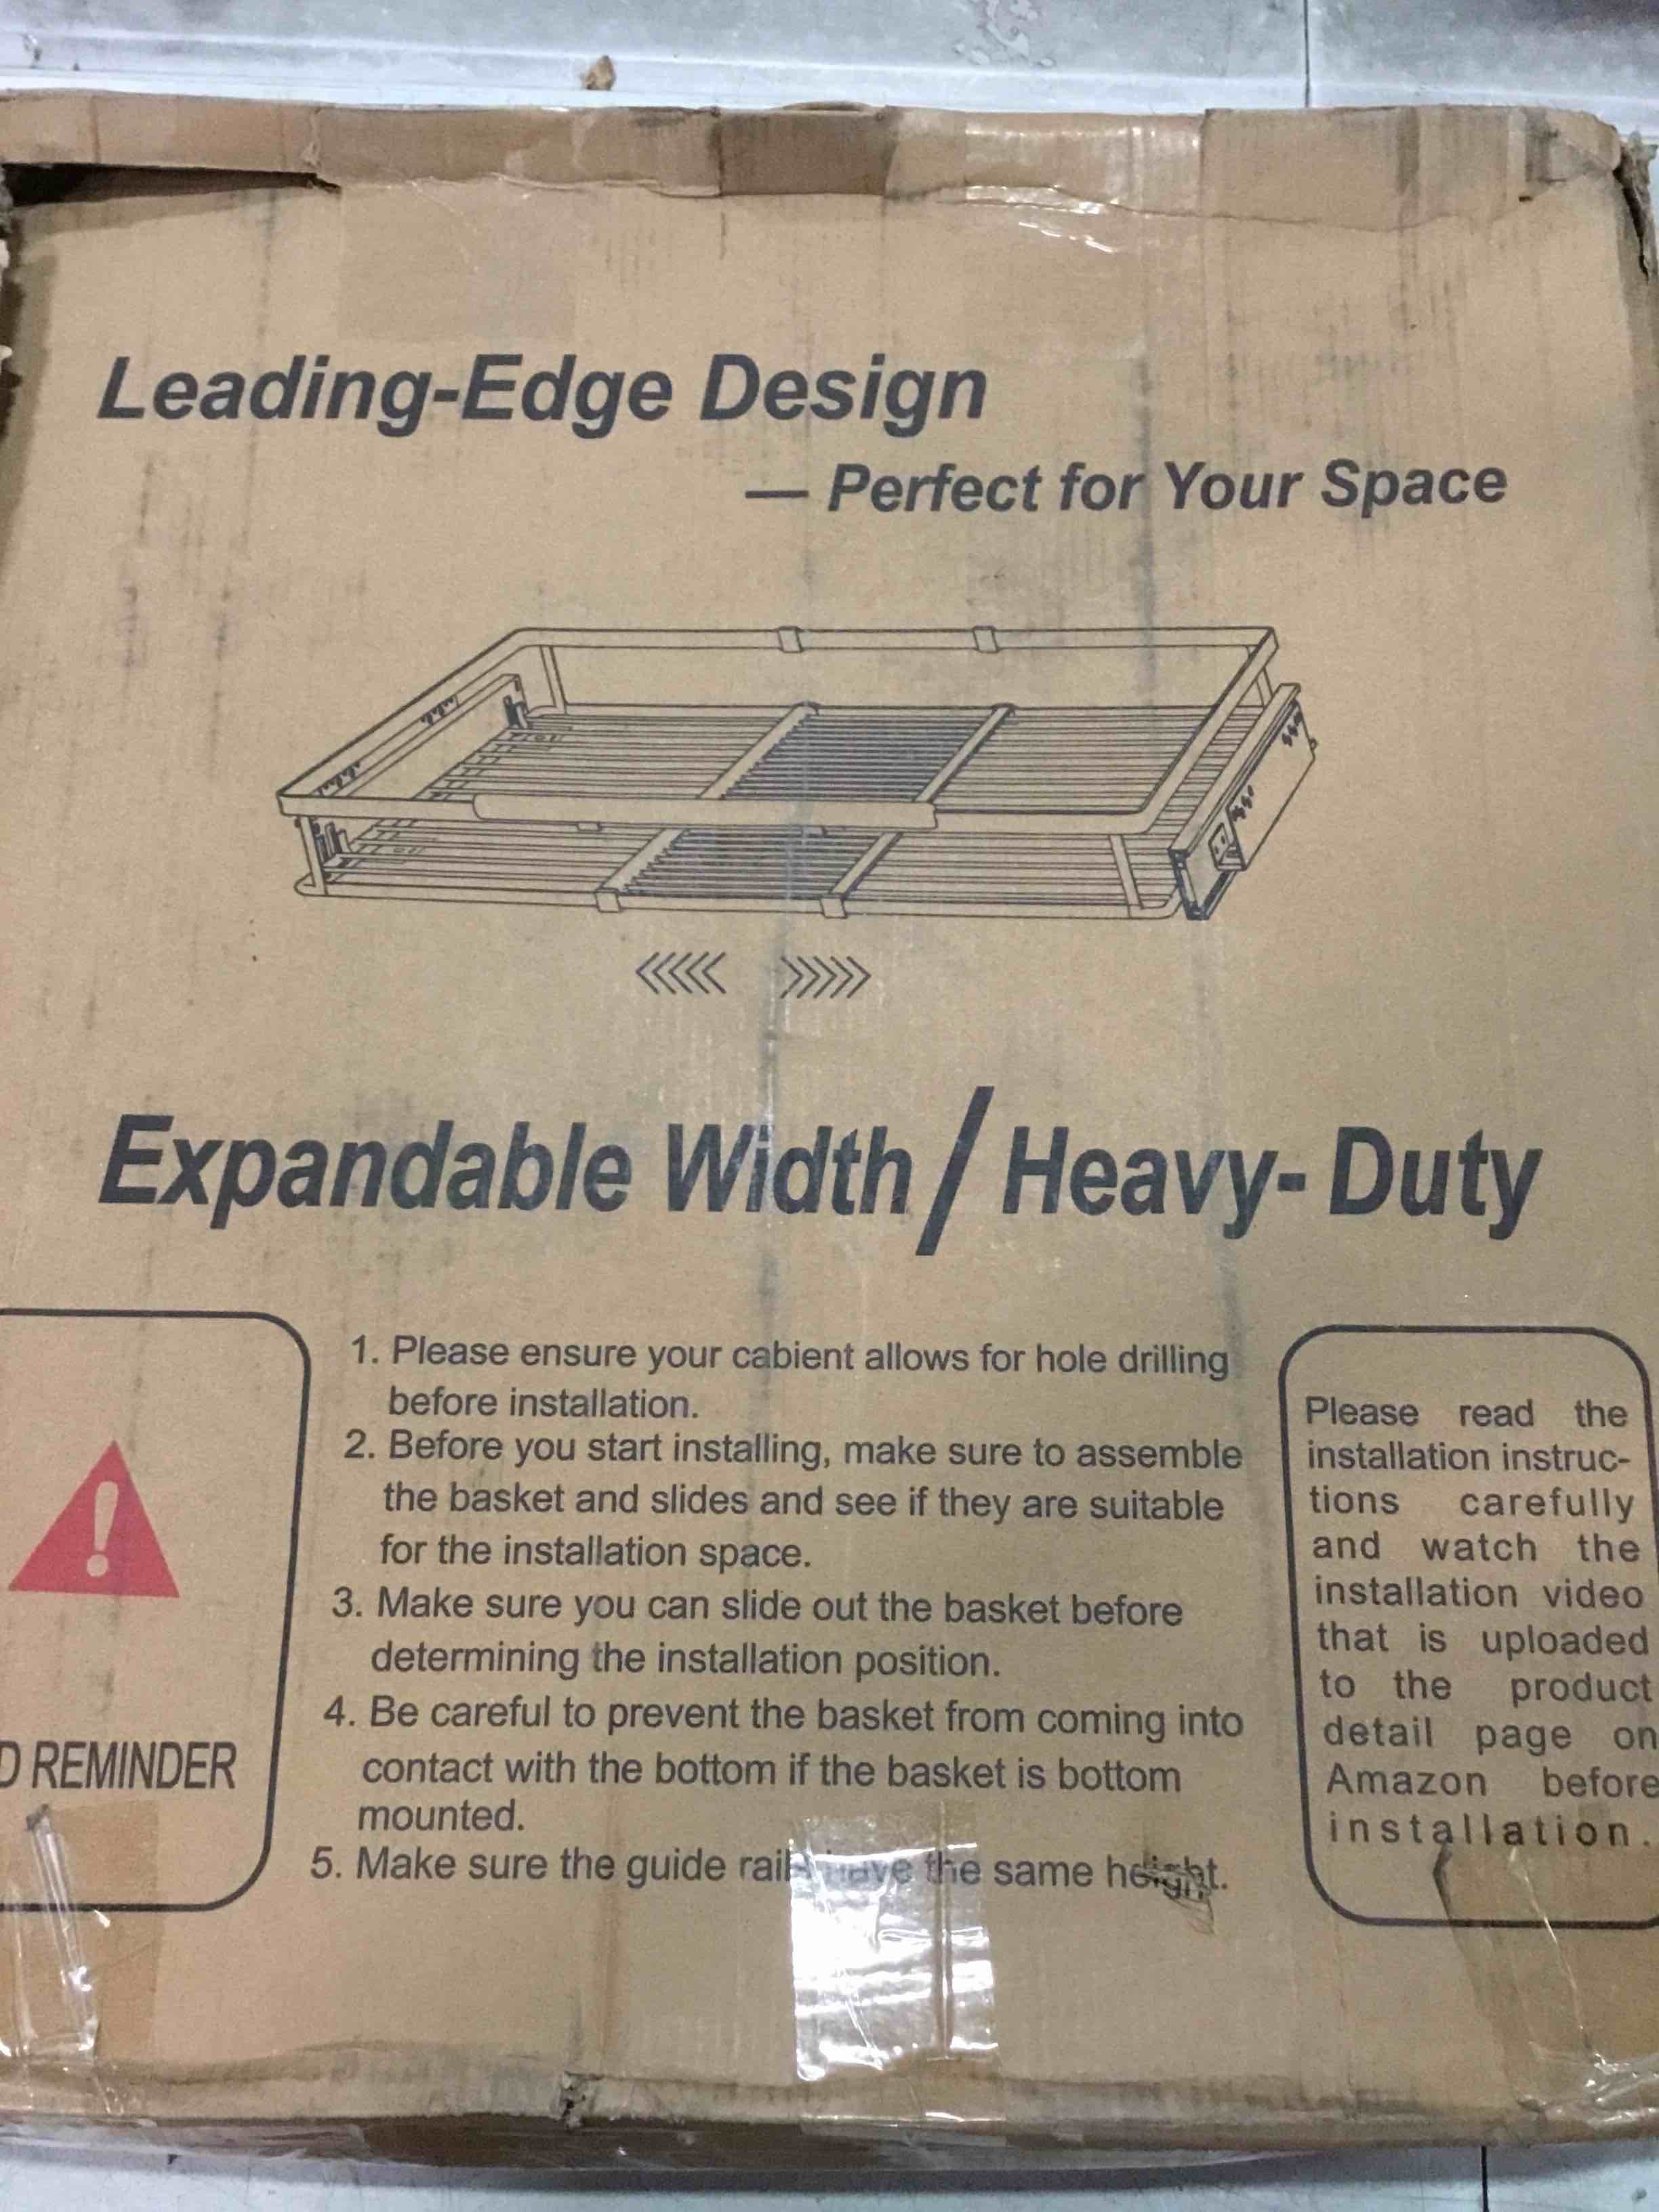 Leading-Edge Design
— Perfect for Your Space
<<<<< >>>>>
Expandable Width / Heavy- Duty
D REMINDER
1. Please ensure your cabient allows for hole drilling
before installation.
2. Before you start installing, make sure to assemble
the basket and slides and see if they are suitable
for the installation space.
3. Make sure you can slide out the basket before
determining the installation position.
4. Be careful to prevent the basket from coming into
contact with the bottom if the basket is bottom
mounted.
5. Make sure the guide rails have the same height.
Please read the
installation instruc-
tions carefully
and watch the
installation video
that is uploaded
to the product
detail page on
Amazon before
installation.